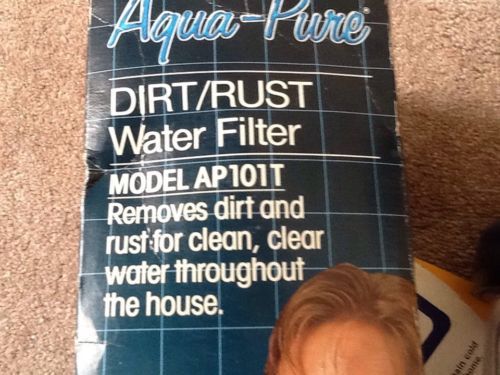 Aqua-Pure®
DIRT/RUST
Water Filter
MODEL AP101T
Removes dirt and
rust for clean, clear
water throughout
the house.
cold